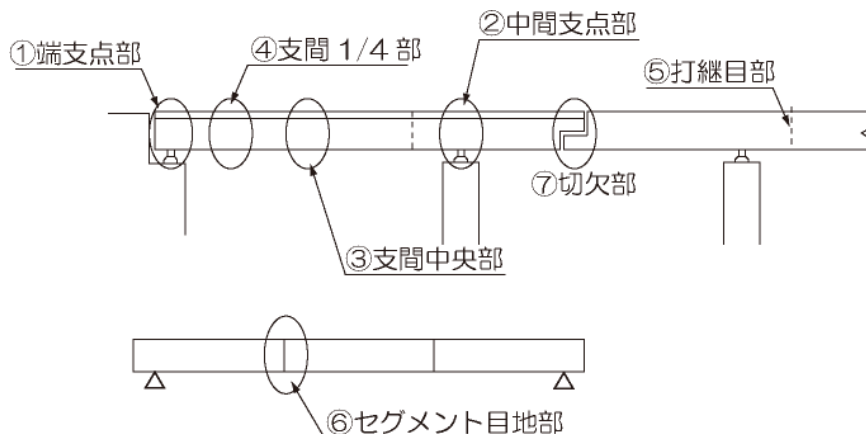 ②中間支点部
①端支点部
④支間 1/4 部
⑤打継目部
⑦切欠部
③支間中央部
⑥セグメント目地部